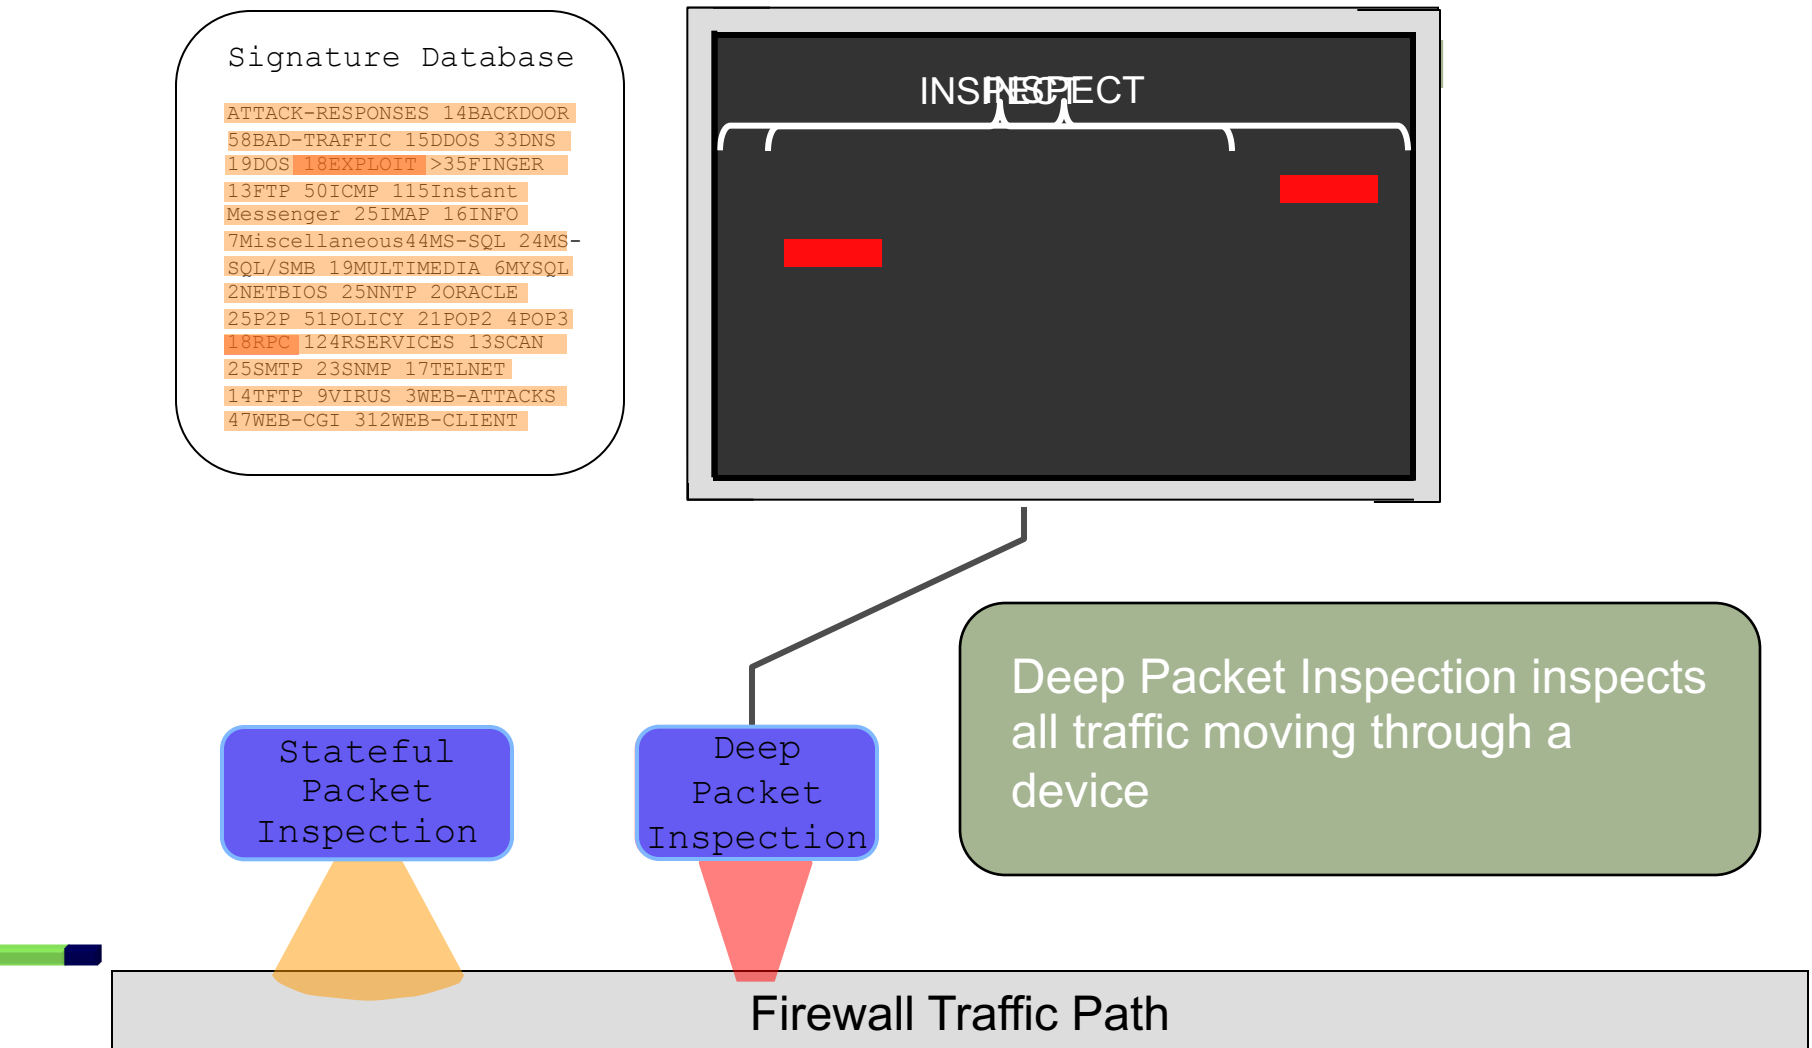 Signature Database
ATTACK-RESPONSES 14BACKDOOR
58BAD-TRAFFIC 15DDOS 33DNS
19DOS 18EXPLOIT >35FINGER
13FTP 50ICMP 115Instant
Messenger 25IMAP 16INFO
7Miscellaneous44MS-SQL 24MS-
SQL/SMB 19MULTIMEDIA 6MYSQL
2NETBIOS 25NNTP 2ORACLE
25P2P 51POLICY 21POP2 4POP3
18RPC 124RSERVICES 13SCAN
25SMTP 23SNMP 17TELNET
14TFTP 9VIRUS 3WEB-ATTACKS
47WEB-CGI 312WEB-CLIENT
INSPECT
INSPECT
Deep Packet Inspection inspects
all traffic moving through a
device
Stateful
Packet
Inspection
Deep
Packet
Inspection
Firewall Traffic Path